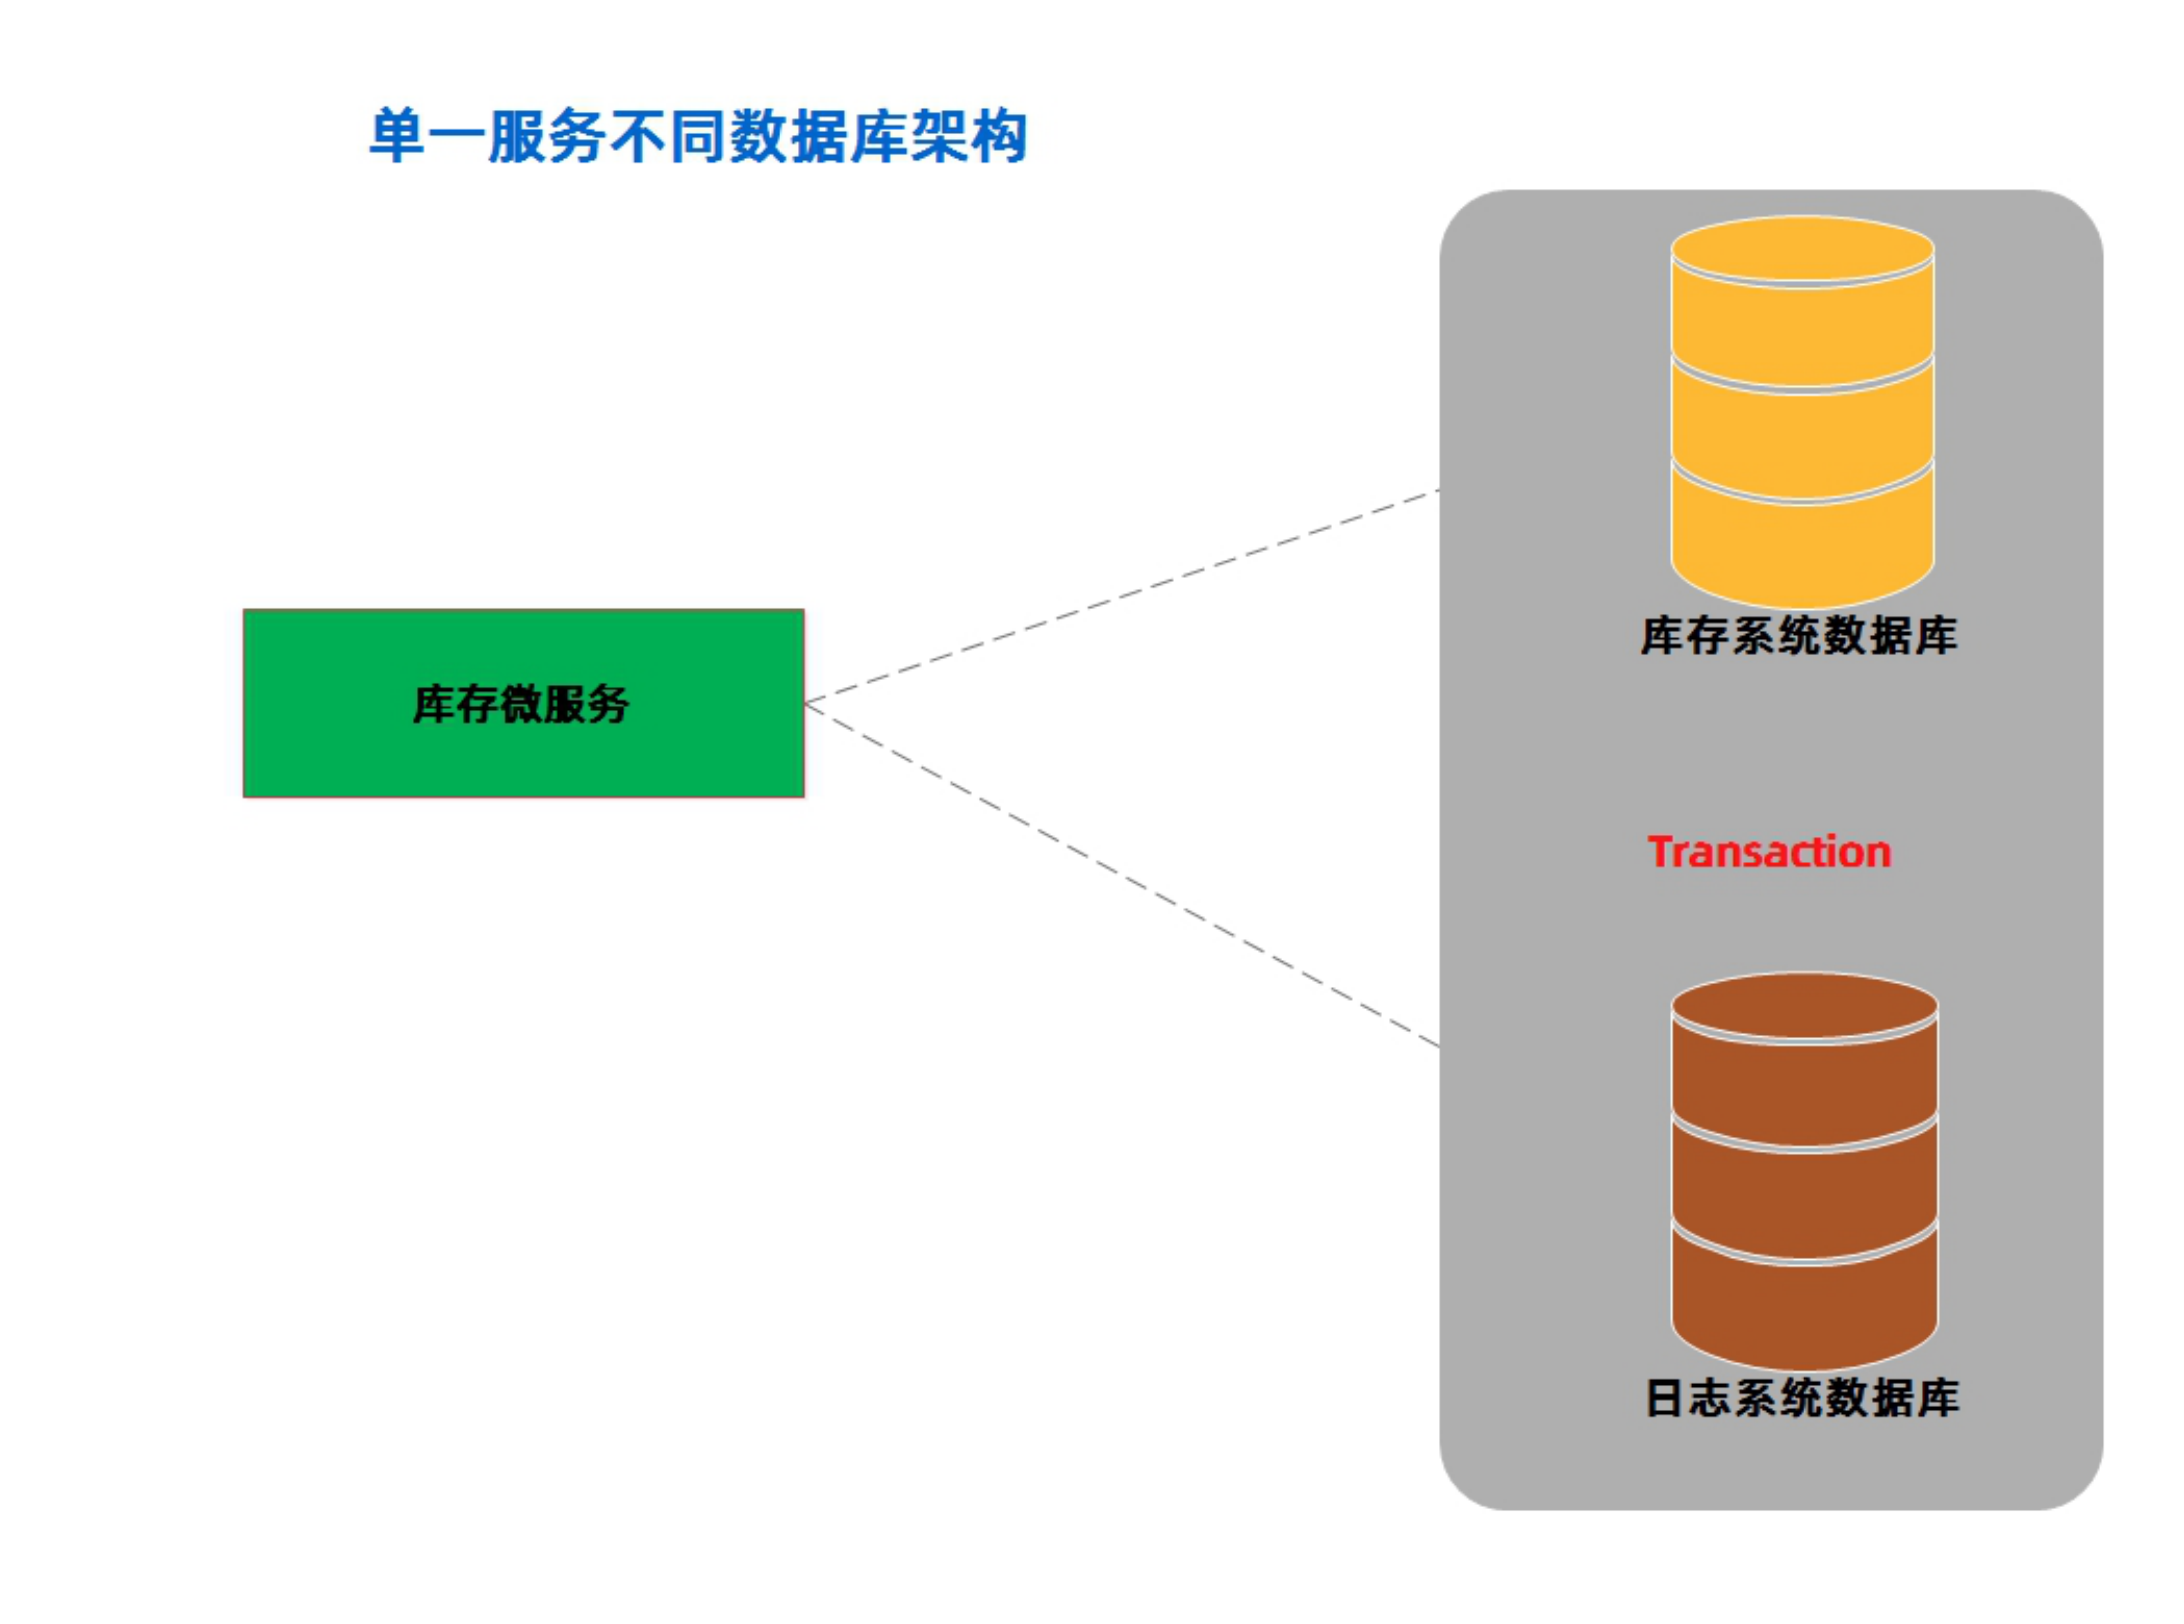 单一服务不同数据库架构
库存微服务
库存系统数据库
Transaction
日志系统数据库